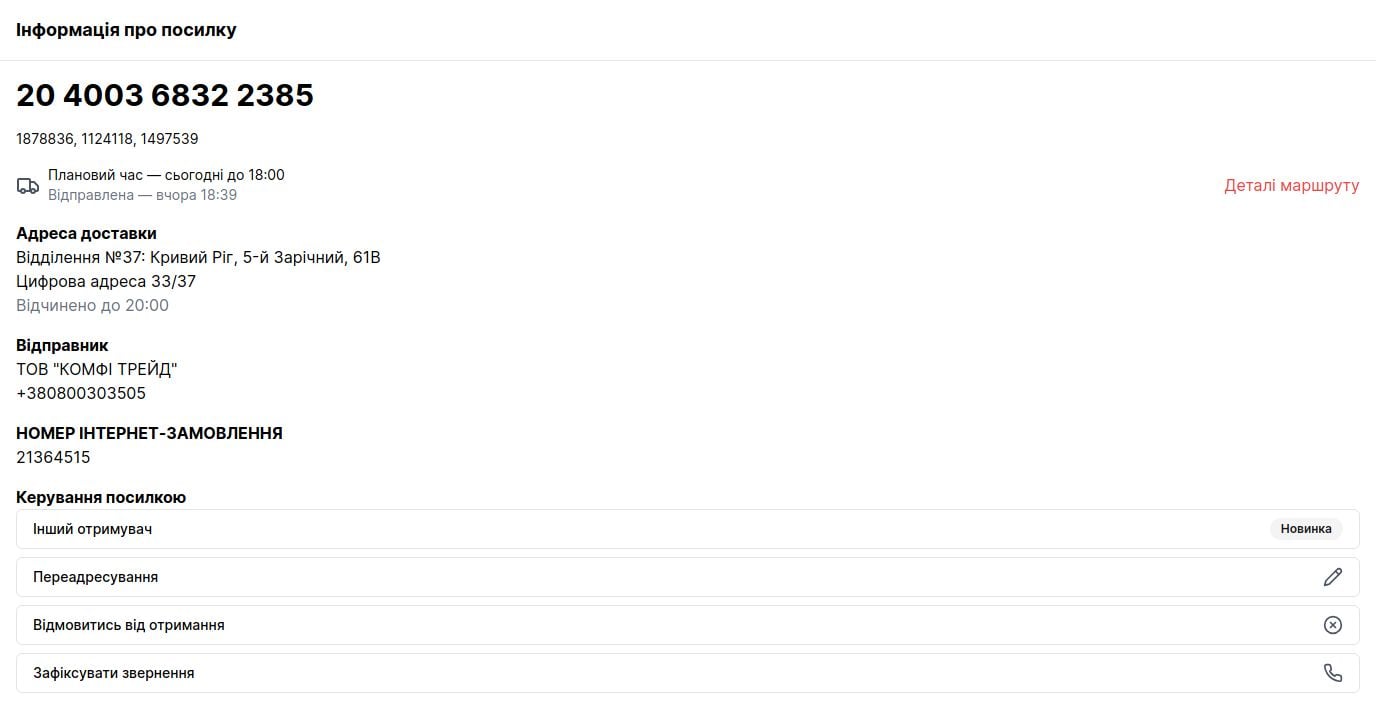 Інформація про посилку
20 4003 6832 2385
1878836, 1124118, 1497539
Плановий час — сьогодні до 18:00
Відправлена — вчора 18:39
Деталі маршруту
Адреса доставки
Відділення №37: Кривий Ріг, 5-й Зарічний, 61В
Цифрова адреса 33/37
Відчинено до 20:00
Відправник
ТОВ "КОМФІ ТРЕЙД"
+380800303505
НОМЕР ІНТЕРНЕТ-ЗАМОВЛЕННЯ
21364515
Керування посилкою
Інший отримувач
Новинка
Переадресування
Відмовитись від отримання
Зафіксувати звернення